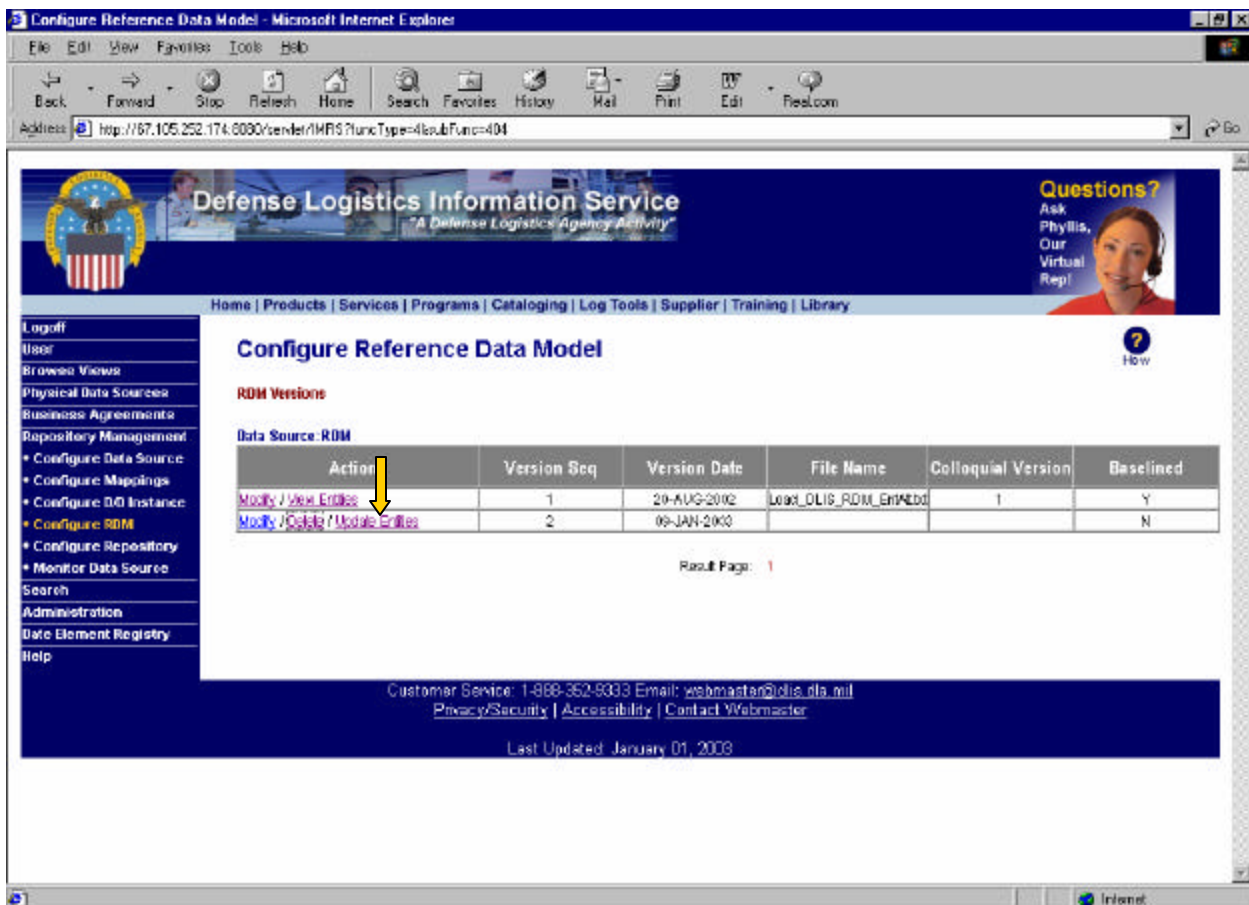 Configure Reference Data Model - Microsoft Internet Explorer
File Edit View Favorites Tools Help
Back Forward Stop Refresh Home Search Favorites History Mail Print Edit Real.com
Address http://67.105.252.174:8080/servlet/IMRIS?funcType=4&subFunc=404 Go
Defense Logistics Information Service
"A Defense Logistics Agency Activity"
Questions?
Ask
Phyllis,
Our
Virtual
Rep!
Home | Products | Services | Programs | Cataloging | Log Tools | Supplier | Training | Library
Logoff
User
Browse Views
Physical Data Sources
Business Agreements
Repository Management
• Configure Data Source
• Configure Mappings
• Configure D/D Instance
• Configure RDM
• Configure Repository
• Monitor Data Source
Search
Administration
Date Element Registry
Help
Configure Reference Data Model
?
How
RDM Versions
Data Source:RDM
Action Version Seq Version Date File Name Colloquial Version Baselined
Modify / View Entities 1 20-AUG-2002 1 Y
Modify / Delete / Update Entities 2 09-JAN-2003 N
Result Page: 1
Customer Service: 1-888-352-9333 Email: webmaster@dlis.dla.mil
Privacy/Security | Accessibility | Contact Webmaster
Last Updated: January 01, 2003
Internet